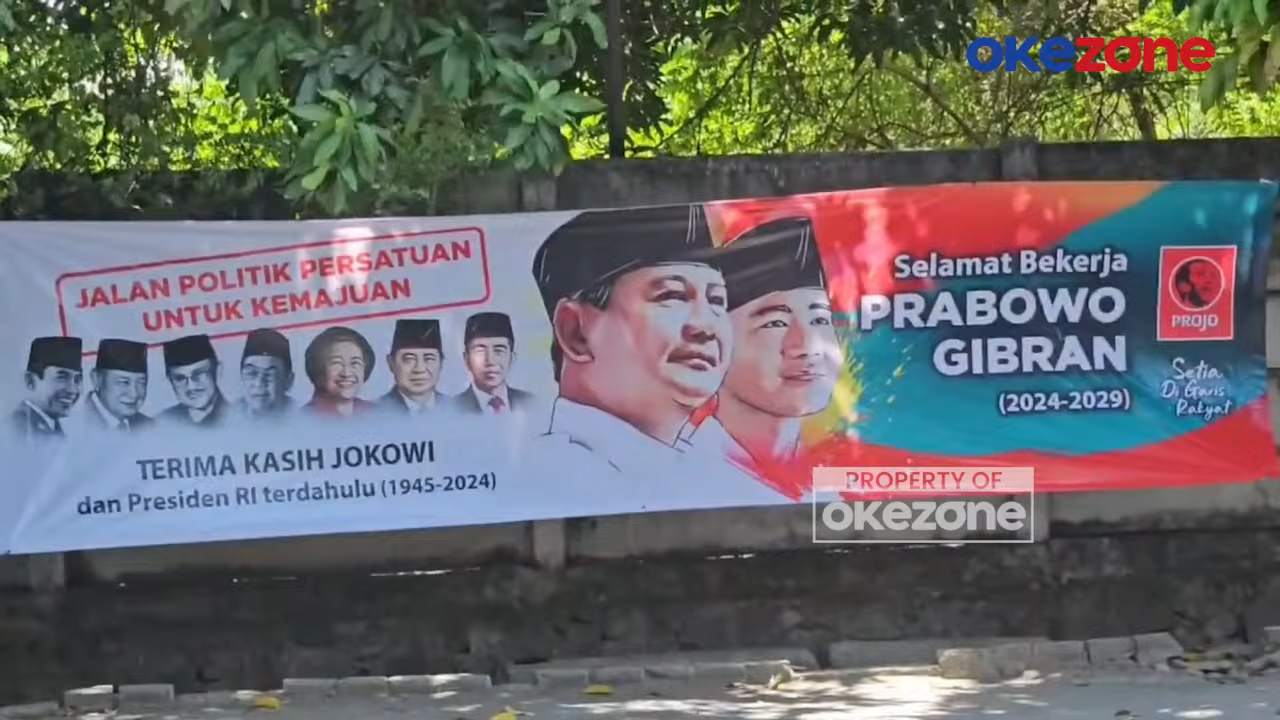 okezone
JALAN POLITIK PERSATUAN
UNTUK KEMAJUAN
TERIMA KASIH JOKOWI
dan Presiden RI terdahulu (1945-2024)
Selamat Bekerja
PRABOWO
GIBRAN
(2024-2029)
PROJO
Setia
Di Garis
Rakyat
PROPERTY OF
okezone